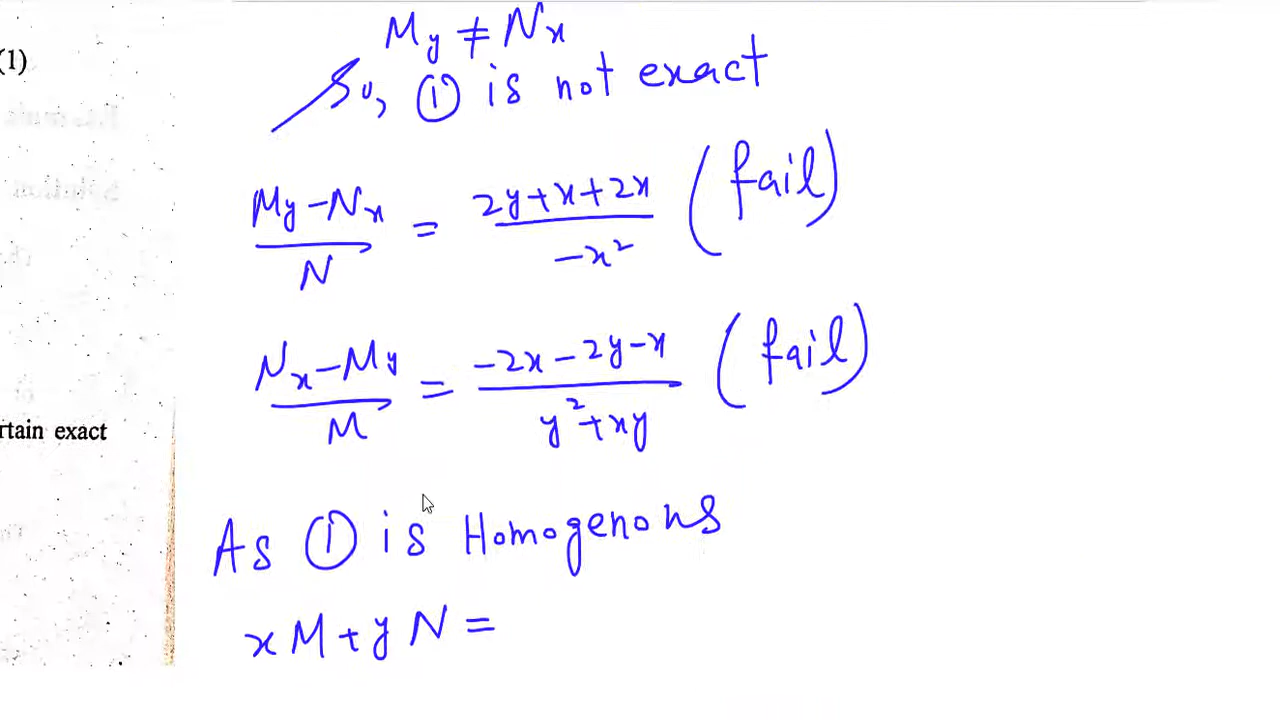 (1)
My ≠ Nx
So, ① is not exact
My - Nx / N = 2y + x + 2x / -x² (fail)
Nx - My / M = -2x - 2y - x / y² + xy (fail)
rtain exact
As ① is Homogenous
xM + yN =